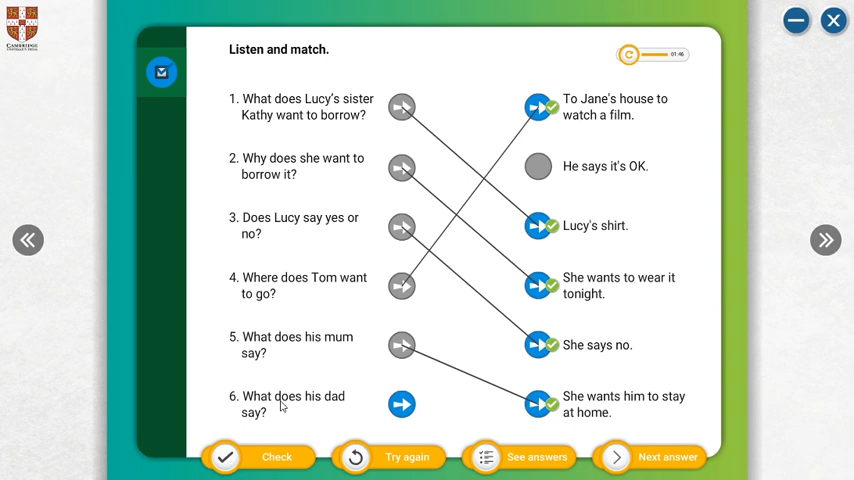 CAMBRIDGE
Listen and match.
01:46
1. What does Lucy's sister
Kathy want to borrow?
To Jane's house to
watch a film.
2. Why does she want to
borrow it?
He says it's OK.
3. Does Lucy say yes or
no?
Lucy's shirt.
4. Where does Tom want
to go?
She wants to wear it
tonight.
5. What does his mum
say?
She says no.
6. What does his dad
say?
She wants him to stay
at home.
Check
Try again
See answers
Next answer